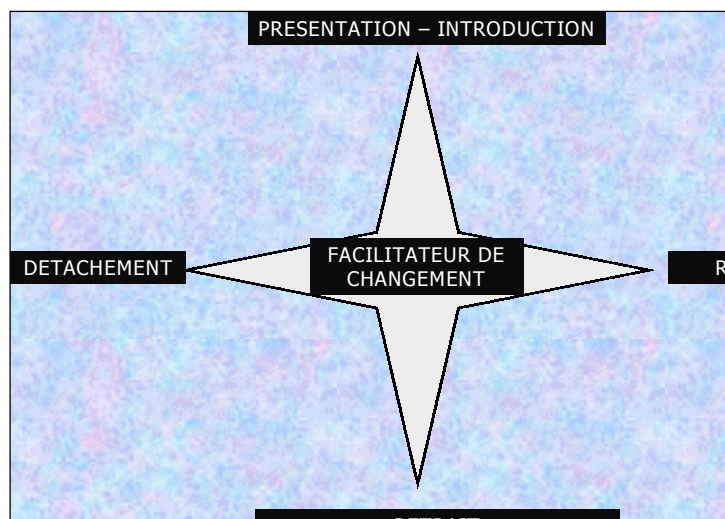 PRESENTATION – INTRODUCTION
FACILITATEUR DE
CHANGEMENT
DETACHEMENT